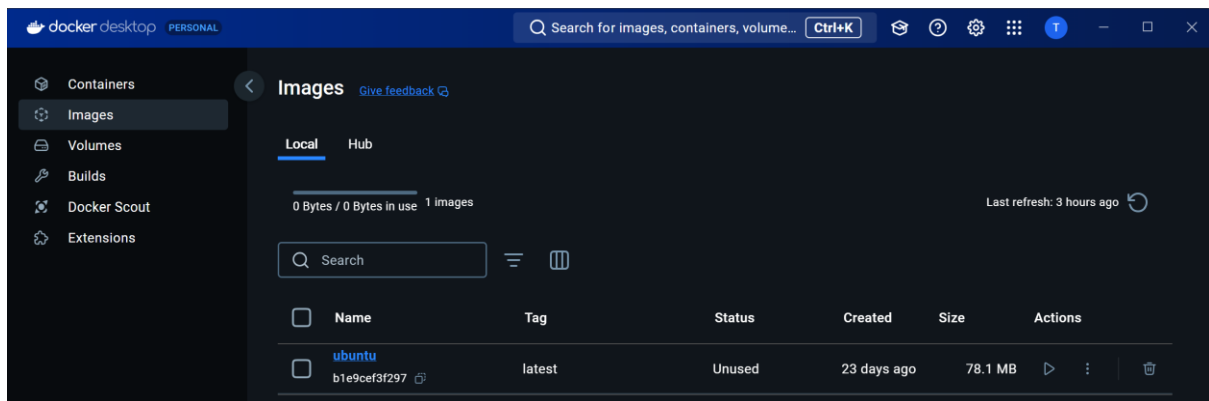 docker desktop PERSONAL Search for images, containers, volume... Ctrl+K T
Containers
Images
Volumes
Builds
Docker Scout
Extensions
Images Give feedback
Local Hub
0 Bytes / 0 Bytes in use 1 images Last refresh: 3 hours ago
Search
Name Tag Status Created Size Actions
ubuntu
b1e9cef3f297 latest Unused 23 days ago 78.1 MB